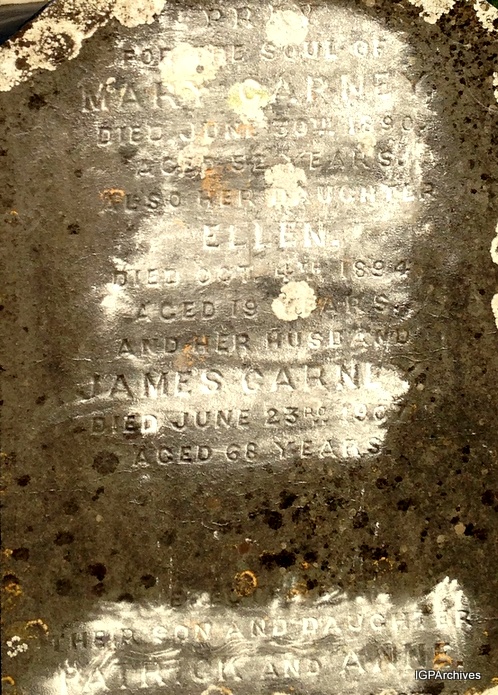 PRAY
FOR THE SOUL OF
MARY CARNEY,
DIED JUNE 30TH 1890.
AGED 52 YEARS.
ALSO HER DAUGHTER
ELLEN,
DIED OCT 4TH 1894
AGED 19 YEARS.
AND HER HUSBAND
JAMES CARNEY,
DIED JUNE 23RD 1907
AGED 68 YEARS.
THEIR SON AND DAUGHTER
PATRICK AND ANNE.
IGPArchives